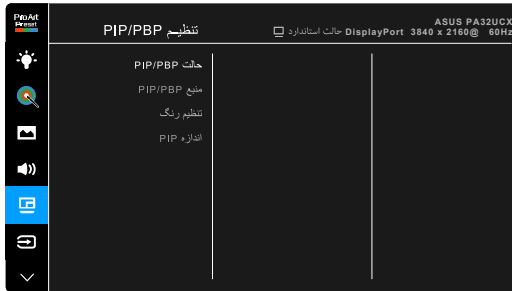 ProArt
Preset
تنظیم PIP/PBP
ASUS PA32UCX
حالت استاندارد DisplayPort 3840 x 2160@ 60Hz
حالت PIP/PBP
منبع PIP/PBP
تنظیم رنگ
اندازه PIP